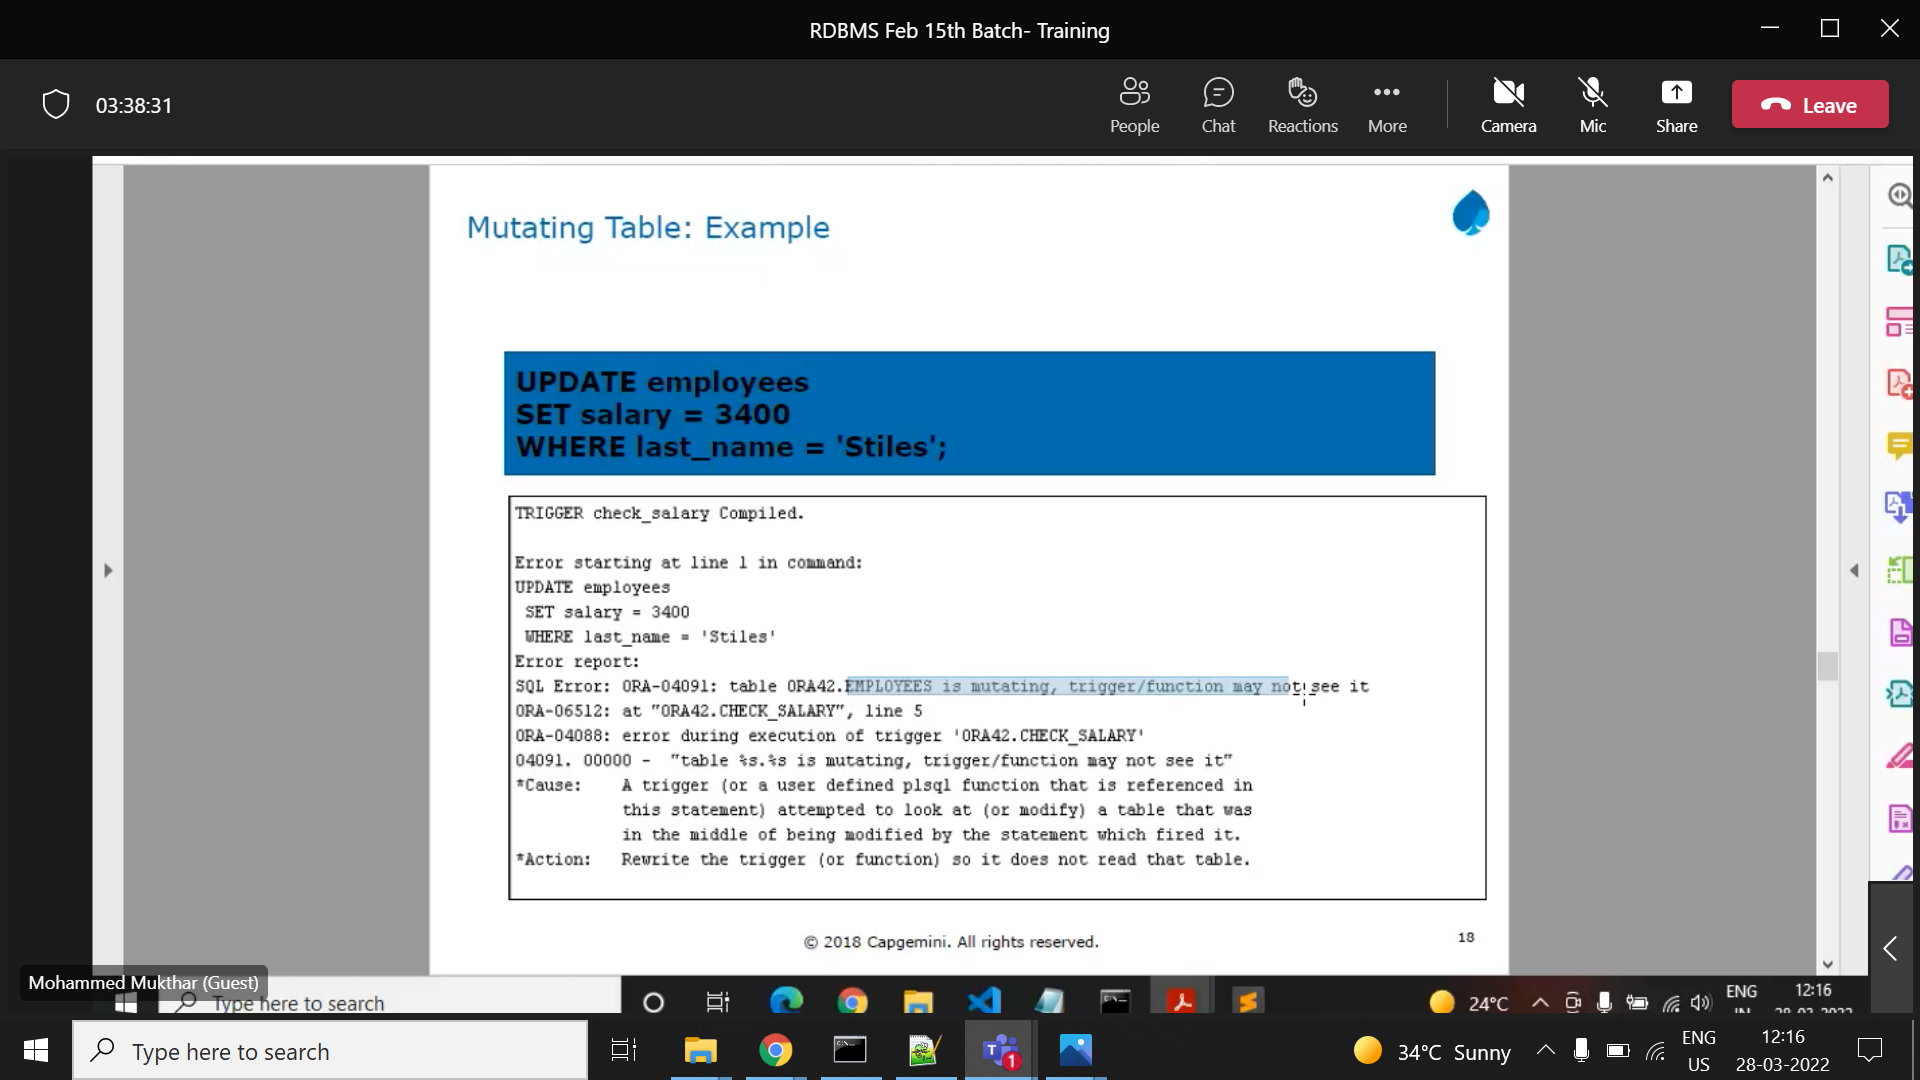 RDBMS Feb 15th Batch- Training
03:38:31
People
Chat
Reactions
More
Camera
Mic
Share
Leave
Mutating Table: Example
UPDATE employees
SET salary = 3400
WHERE last_name = 'Stiles';
TRIGGER check_salary Compiled.
Error starting at line 1 in command:
UPDATE employees
SET salary = 3400
WHERE last_name = 'Stiles'
Error report:
SQL Error: ORA-04091: table ORA42.EMPLOYEES is mutating, trigger/function may not see it
ORA-06512: at "ORA42.CHECK_SALARY", line 5
ORA-04088: error during execution of trigger 'ORA42.CHECK_SALARY'
04091. 00000 - "table %s.%s is mutating, trigger/function may not see it"
*Cause: A trigger (or a user defined plsql function that is referenced in
this statement) attempted to look at (or modify) a table that was
in the middle of being modified by the statement which fired it.
*Action: Rewrite the trigger (or function) so it does not read that table.
© 2018 Capgemini. All rights reserved.
18
Mohammed Mukthar (Guest)
Type here to search
24°C
ENG
12:16
Type here to search
1
34°C Sunny
ENG
US
12:16
28-03-2022